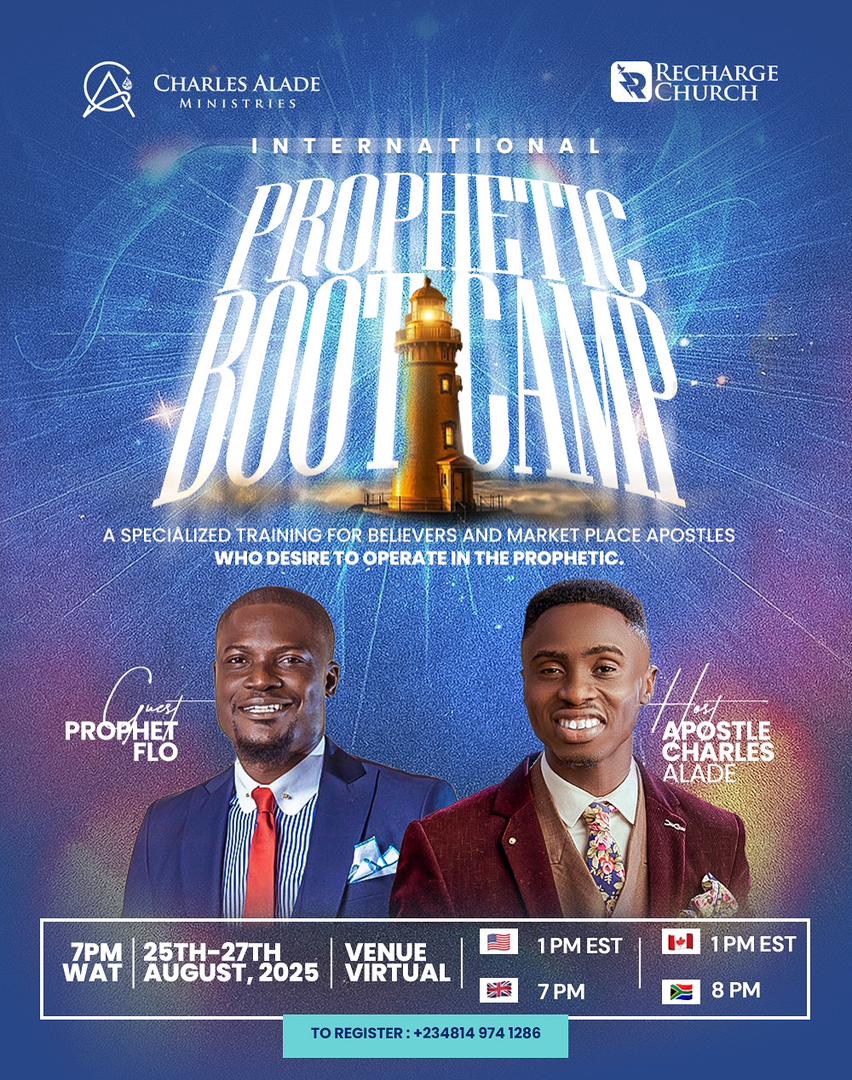 CHARLES ALADE
MINISTRIES
RECHARGE
CHURCH
INTERNATIONAL
PROPHETIC
BOOT CAMP
A SPECIALIZED TRAINING FOR BELIEVERS AND MARKET PLACE APOSTLES
WHO DESIRE TO OPERATE IN THE PROPHETIC.
Guest
PROPHET
FLO
Host
APOSTLE
CHARLES
ALADE
7PM
WAT
25TH-27TH
AUGUST, 2025
VENUE
VIRTUAL
1 PM EST
7 PM
1 PM EST
8 PM
TO REGISTER : +234814 974 1286